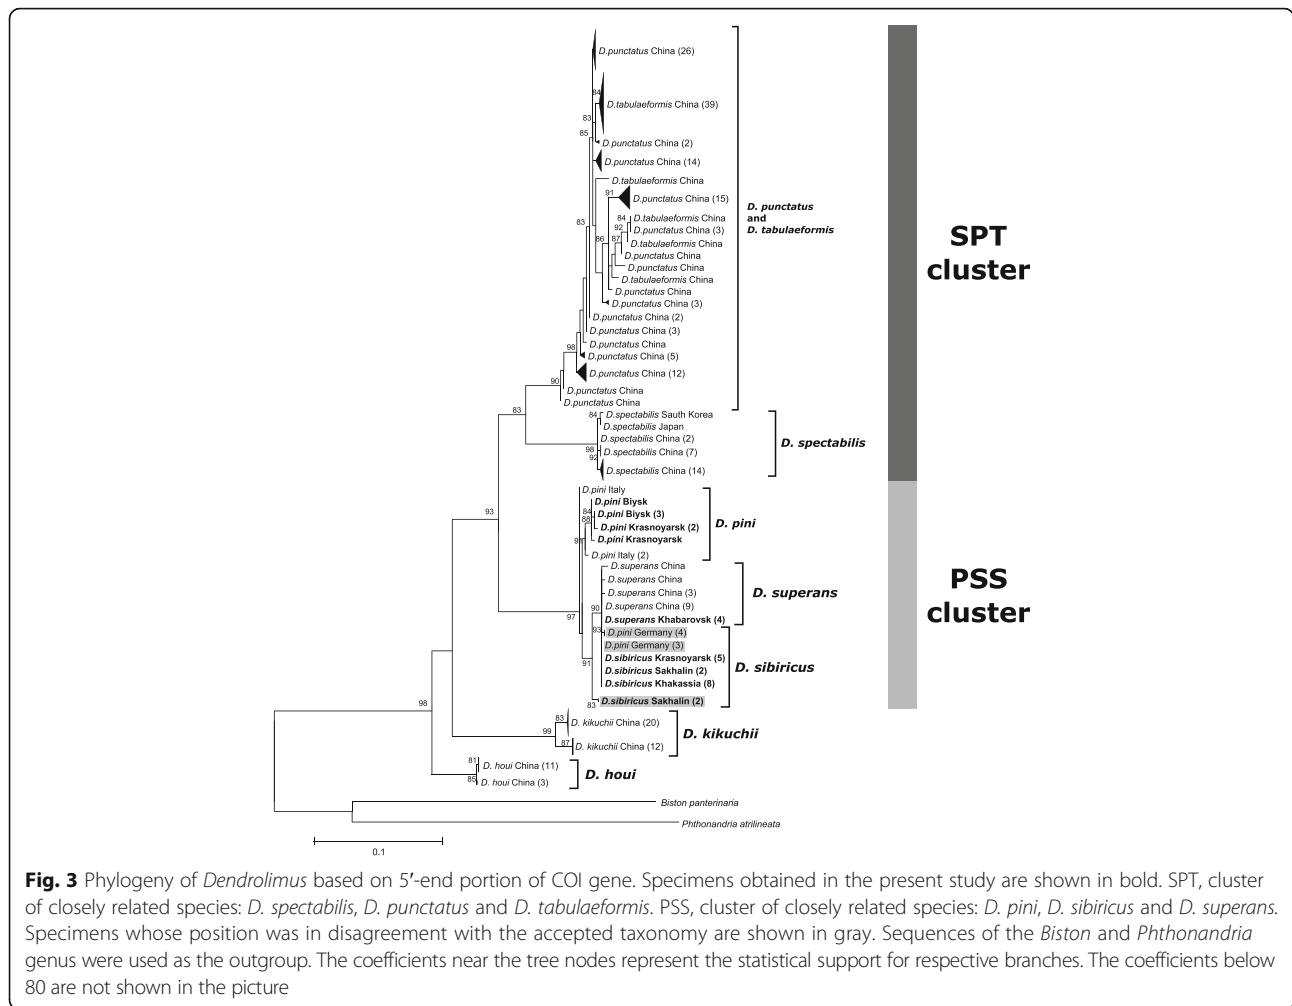 D.punctatus China (26)
84
D.tabulaeformis China (39)
83
85
D.punctatus China (2)
D.punctatus China (14)
D.tabulaeformis China
91
D.punctatus China (15)
84
D.tabulaeformis China
92
D.punctatus China (3)
83
86
87
D.tabulaeformis China
D.punctatus China
D.punctatus China
D.tabulaeformis China
D.punctatus China
D.punctatus China (3)
D.punctatus China (2)
D.punctatus China (3)
D.punctatus China
98
D.punctatus China (5)
D.punctatus China (12)
90
D.punctatus China
D.punctatus China
D. punctatus
and
D. tabulaeformis
SPT
cluster
83
84
D.spectabilis Sauth Korea
D.spectabilis Japan
D.spectabilis China (2)
98
D.spectabilis China (7)
92
D.spectabilis China (14)
D. spectabilis
D.pini Italy
D.pini Biysk
84
D.pini Biysk (3)
88
D.pini Krasnoyarsk (2)
D.pini Krasnoyarsk
91
D.pini Italy (2)
D. pini
93
D.superans China
D.superans China
D.superans China (3)
90
D.superans China (9)
D.superans Khabarovsk (4)
D. superans
PSS
cluster
97
93
D.pini Germany (4)
D.pini Germany (3)
91
D.sibiricus Krasnoyarsk (5)
D.sibiricus Sakhalin (2)
D.sibiricus Khakassia (8)
83
D.sibiricus Sakhalin (2)
D. sibiricus
98
83
D. kikuchii China (20)
99
87
D. kikuchii China (12)
D. kikuchii
81
D. houi China (11)
85
D. houi China (3)
D. houi
Biston panterinaria
Phthonandria atrilineata
0.1
Fig. 3 Phylogeny of Dendrolimus based on 5′-end portion of COI gene. Specimens obtained in the present study are shown in bold. SPT, cluster
of closely related species: D. spectabilis, D. punctatus and D. tabulaeformis. PSS, cluster of closely related species: D. pini, D. sibiricus and D. superans.
Specimens whose position was in disagreement with the accepted taxonomy are shown in gray. Sequences of the Biston and Phthonandria
genus were used as the outgroup. The coefficients near the tree nodes represent the statistical support for respective branches. The coefficients below
80 are not shown in the picture